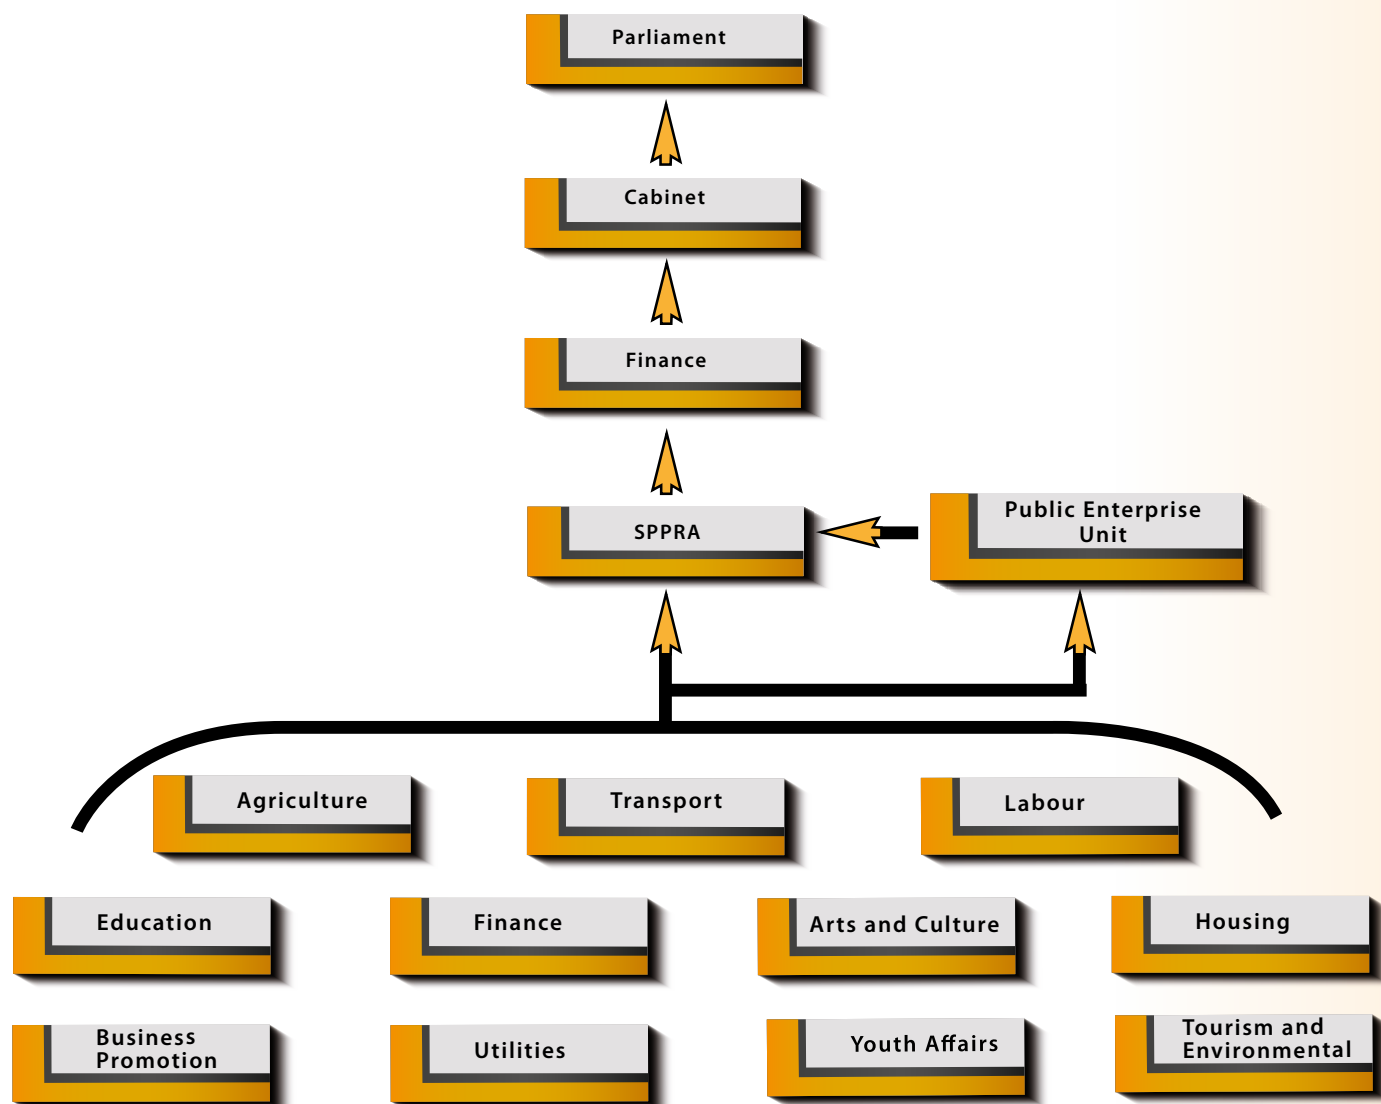 Parliament
Cabinet
Finance
SPPRA
Public Enterprise
Unit
Agriculture
Transport
Labour
Education
Finance
Arts and Culture
Housing
Business
Promotion
Utilities
Youth Affairs
Tourism and
Environmental